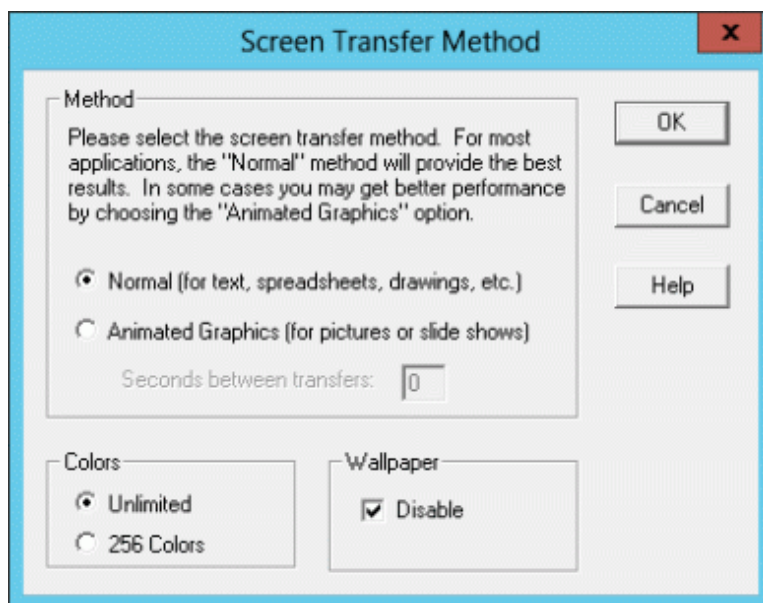 Screen Transfer Method
x
Method
Please select the screen transfer method. For most
applications, the "Normal" method will provide the best
results. In some cases you may get better performance
by choosing the "Animated Graphics" option.
Normal (for text, spreadsheets, drawings, etc.)
Animated Graphics (for pictures or slide shows)
Seconds between transfers: 0
OK
Cancel
Help
Colors
Unlimited
256 Colors
Wallpaper
Disable